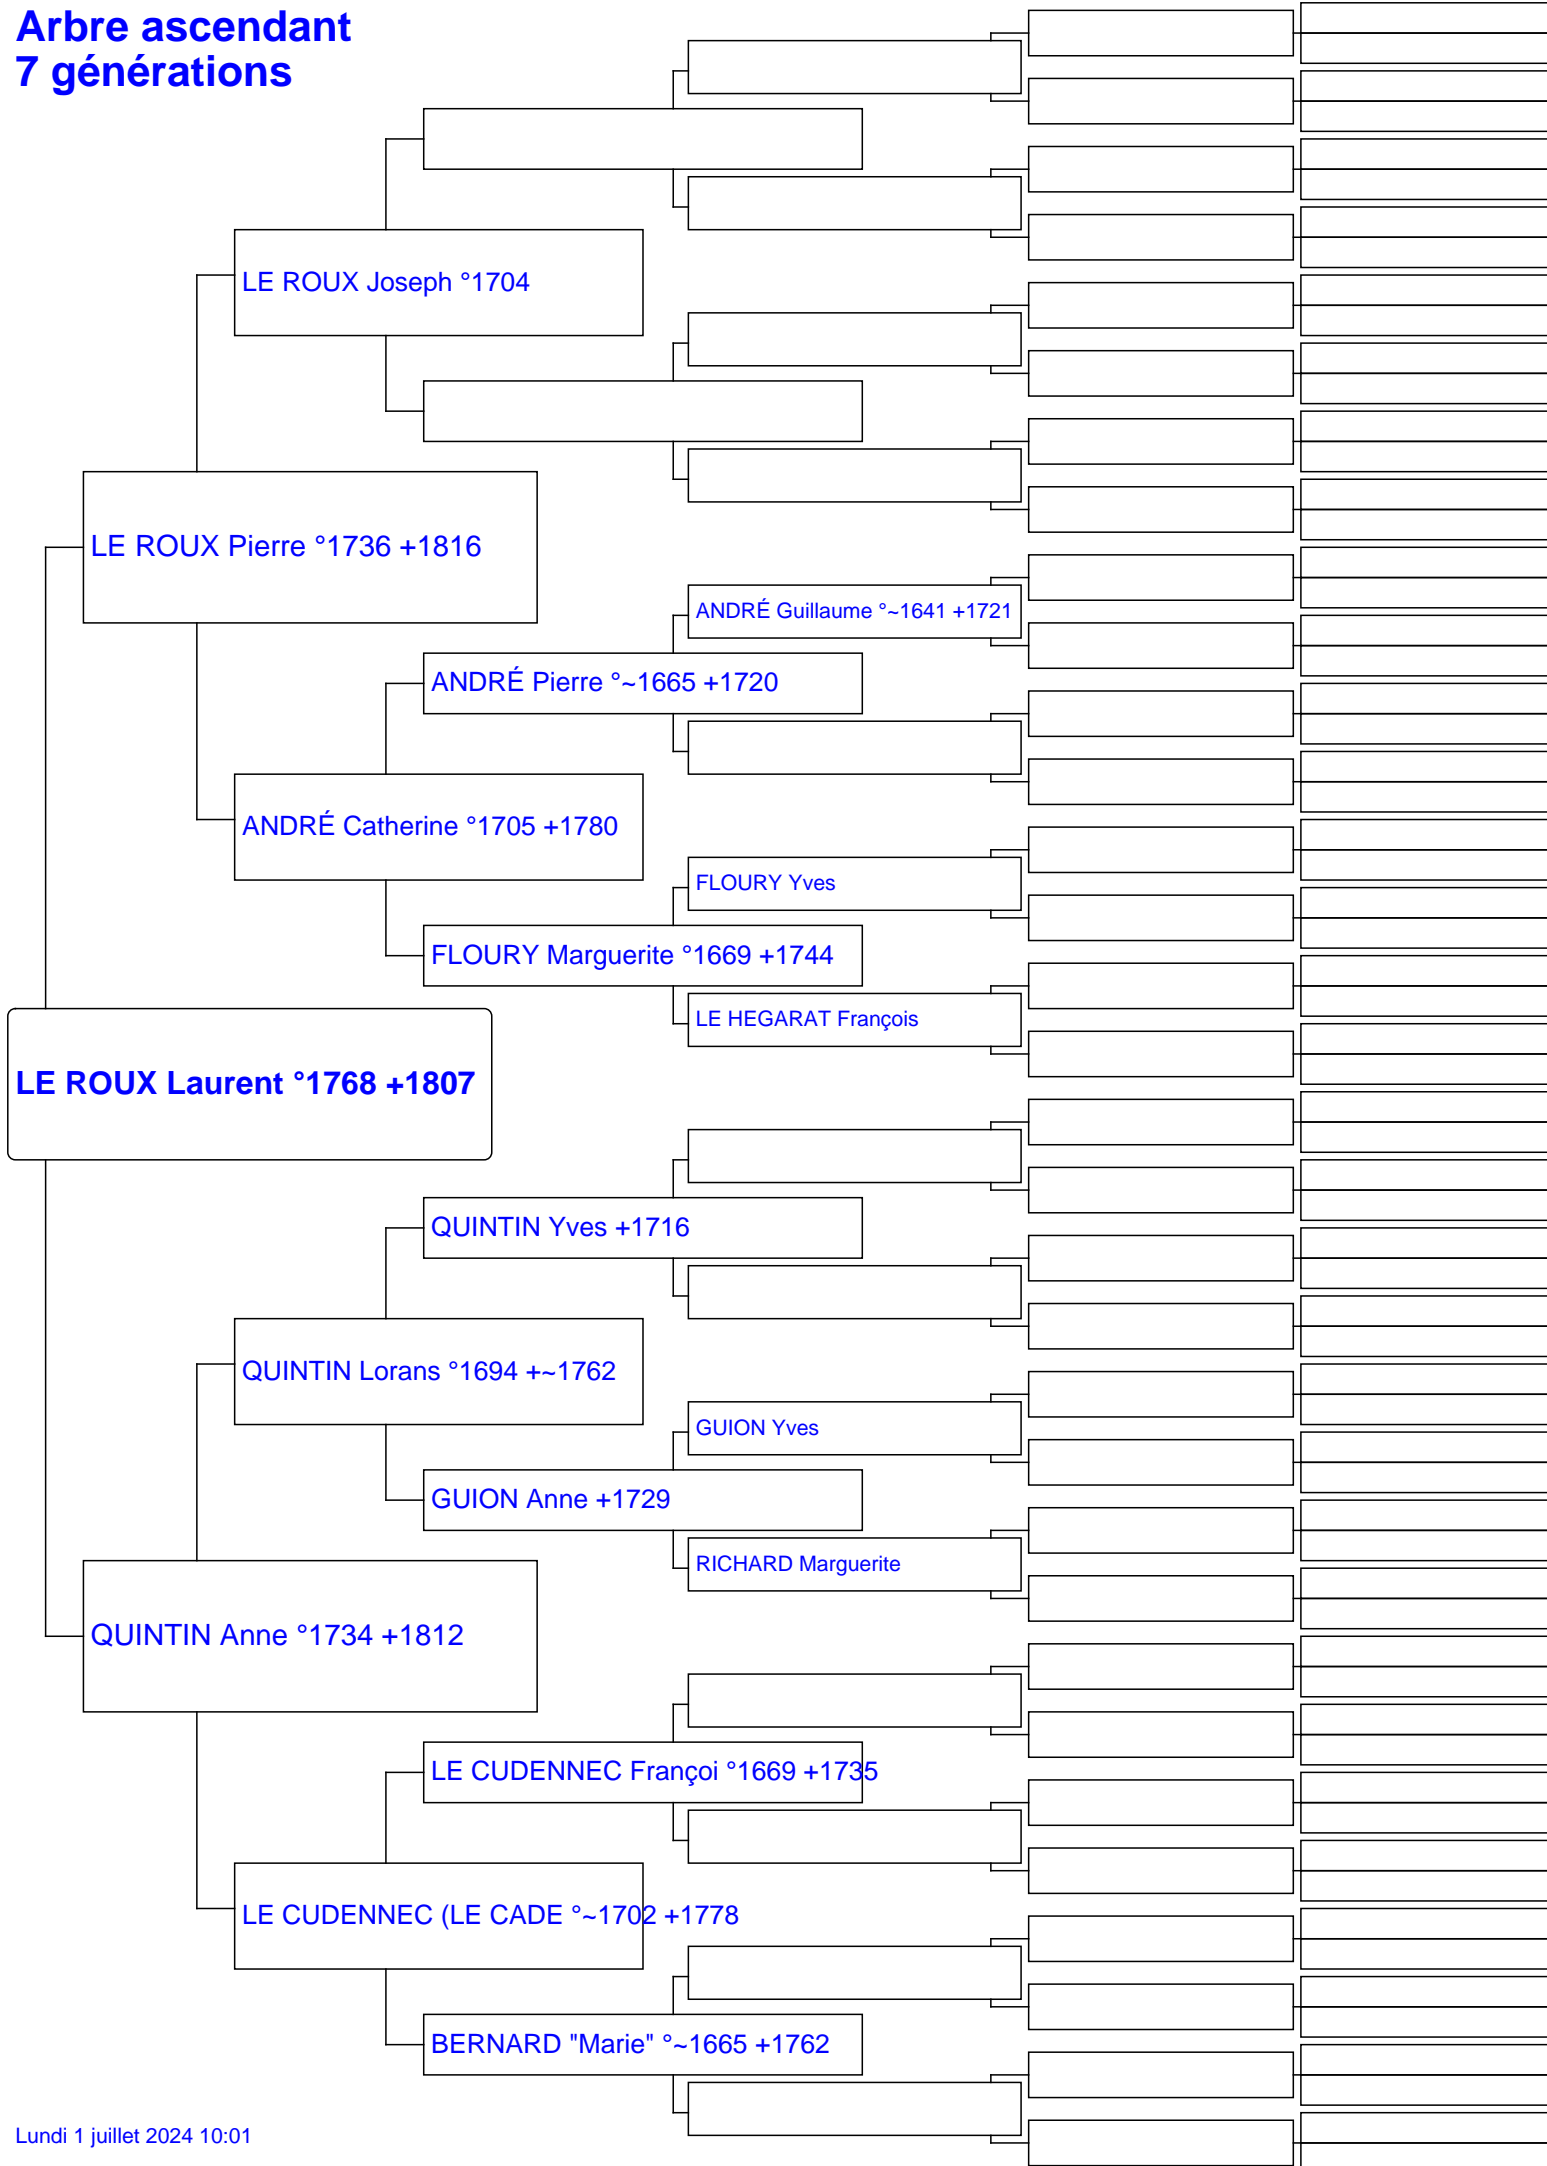 Arbre ascendant
7 générations
LE ROUX Joseph °1704
LE ROUX Pierre °1736 +1816
ANDRÉ Guillaume °~1641 +1721
ANDRÉ Pierre °~1665 +1720
ANDRÉ Catherine °1705 +1780
FLOURY Yves
FLOURY Marguerite °1669 +1744
LE HEGARAT François
LE ROUX Laurent °1768 +1807
QUINTIN Yves +1716
QUINTIN Lorans °1694 +~1762
GUION Yves
GUION Anne +1729
RICHARD Marguerite
QUINTIN Anne °1734 +1812
LE CUDENNEC Françoi °1669 +1735
LE CUDENNEC (LE CADE °~1702 +1778
BERNARD "Marie" °~1665 +1762
Lundi 1 juillet 2024 10:01